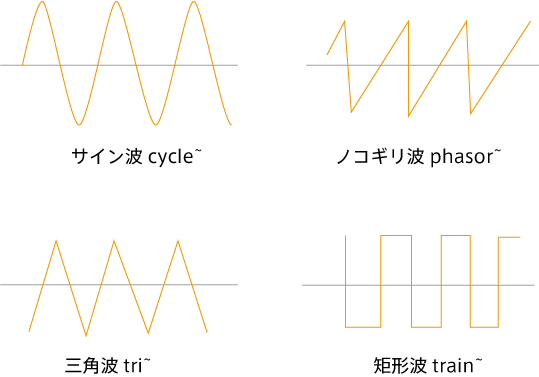 サイン波 cycle~
ノコギリ波 phasor~
三角波 tri~
矩形波 train~